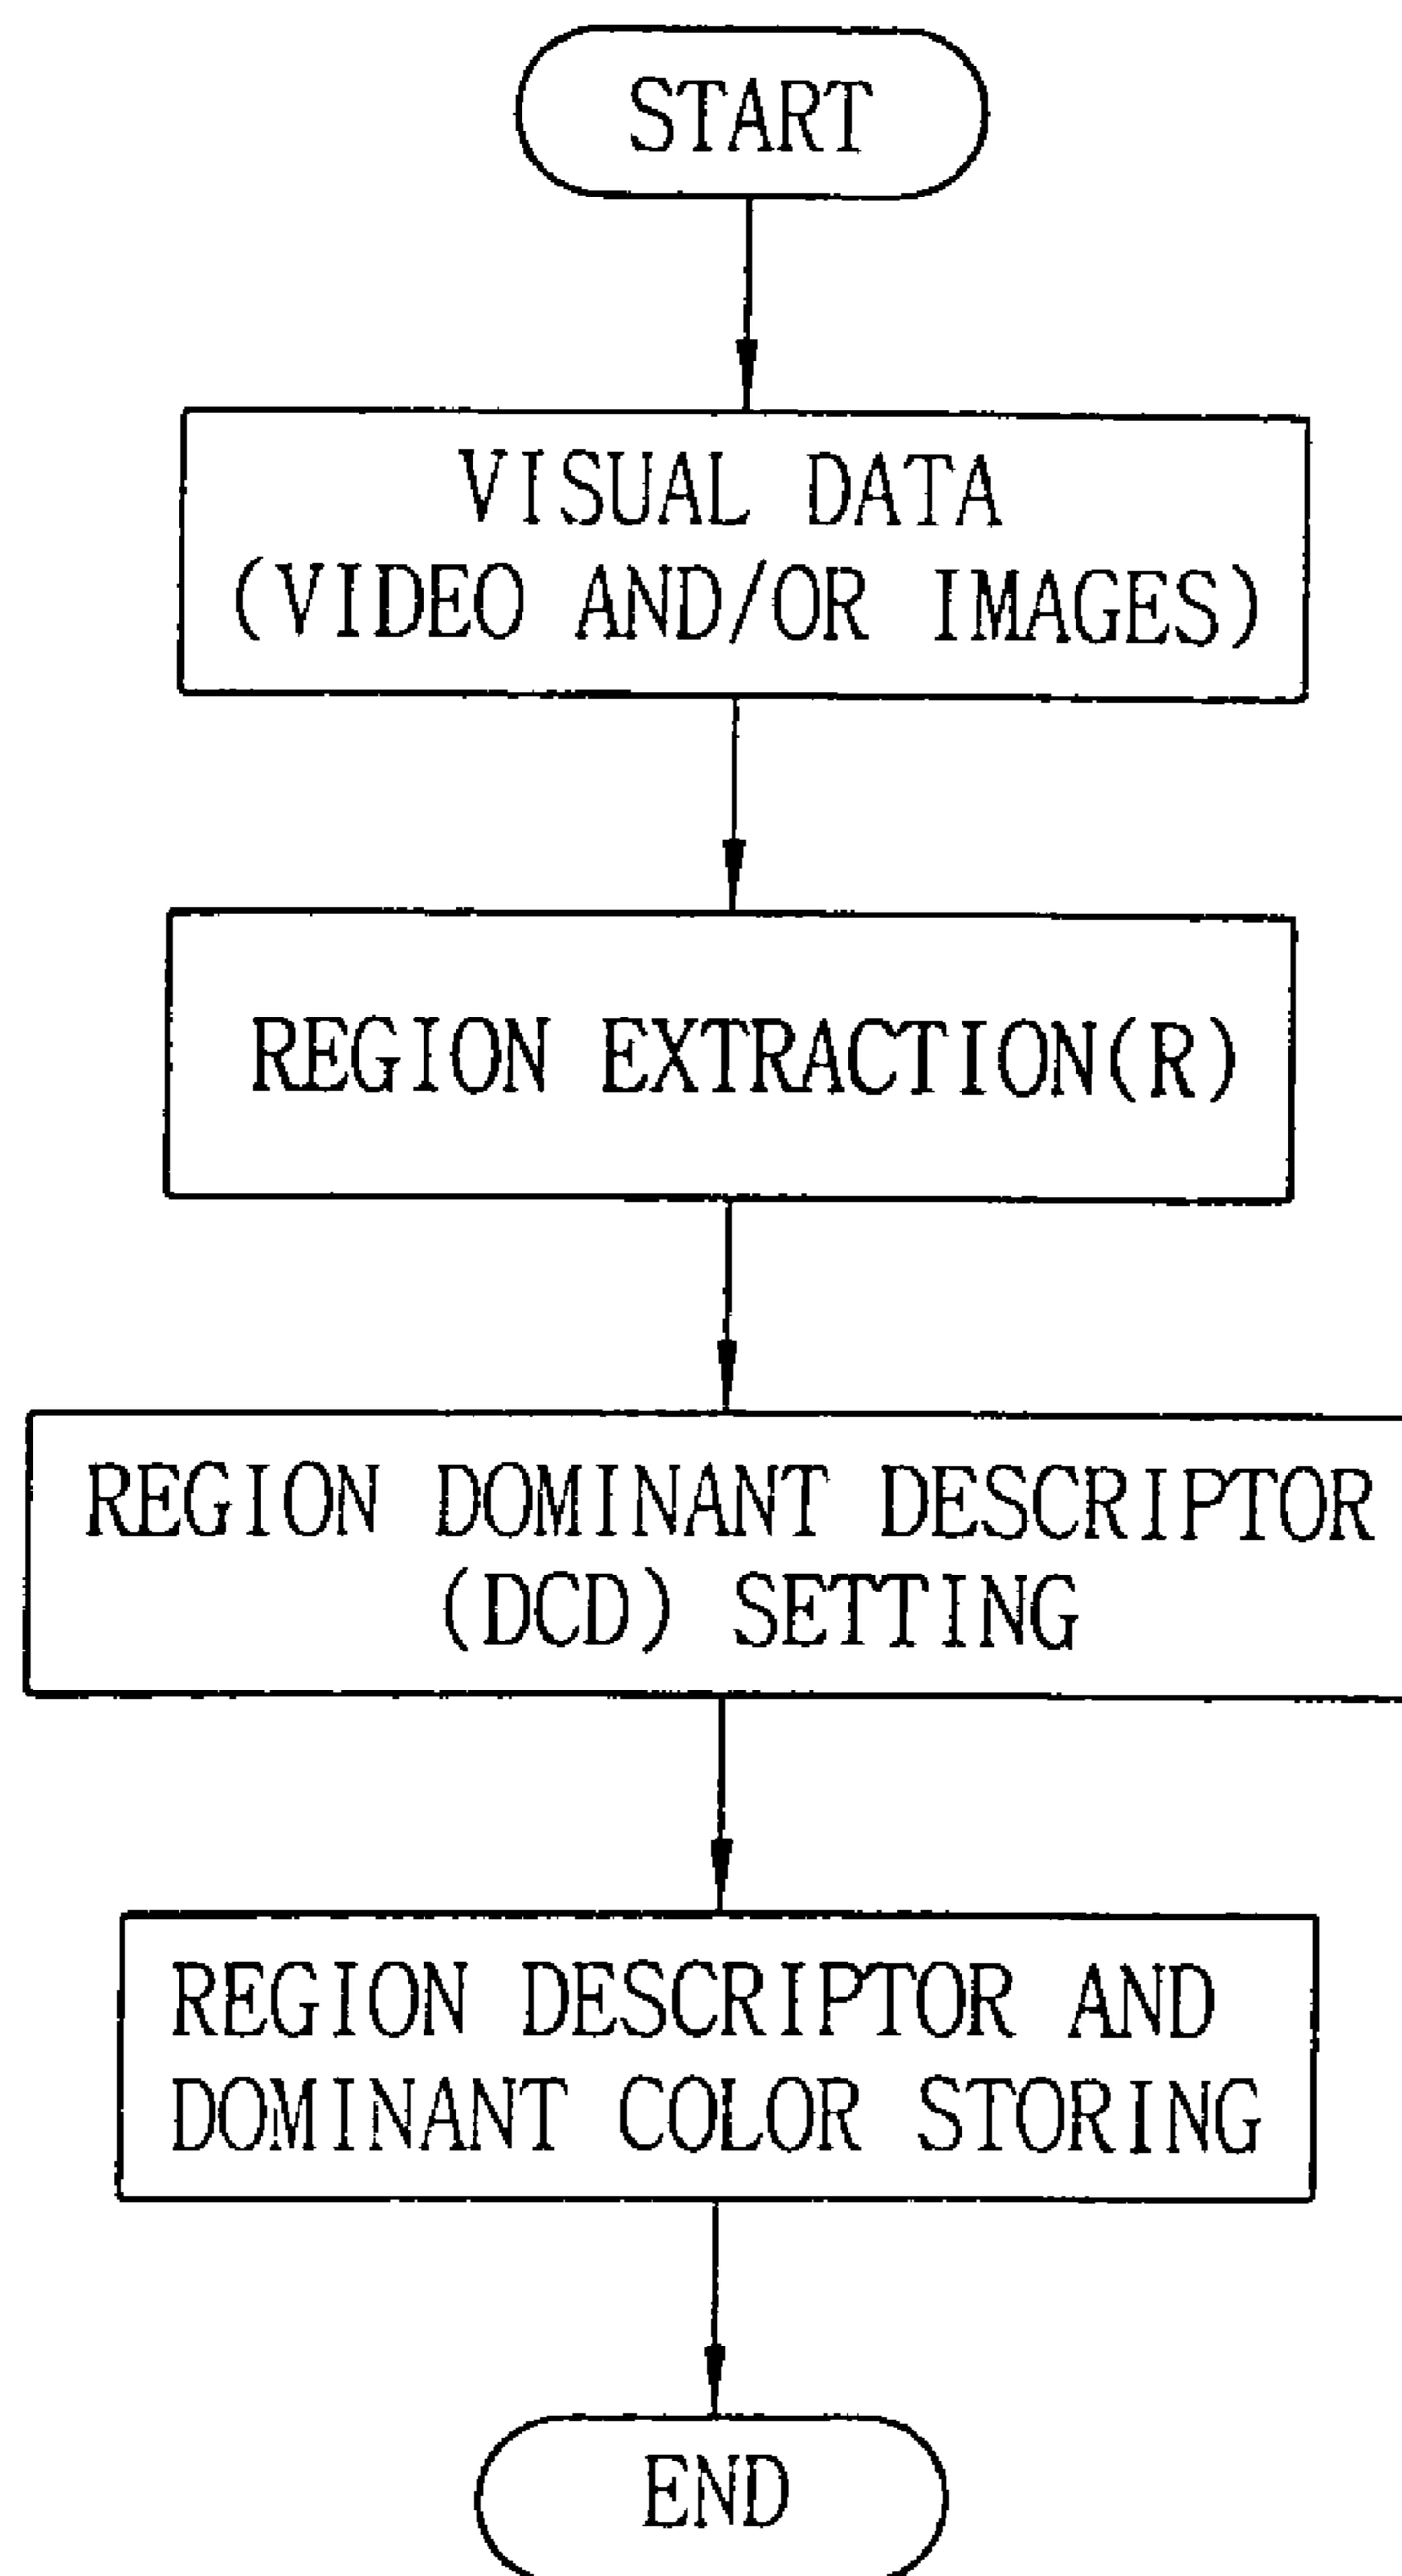 START
VISUAL DATA
(VIDEO AND/OR IMAGES)
REGION EXTRACTION(R)
REGION DOMINANT DESCRIPTOR
(DCD) SETTING
REGION DESCRIPTOR AND
DOMINANT COLOR STORING
END